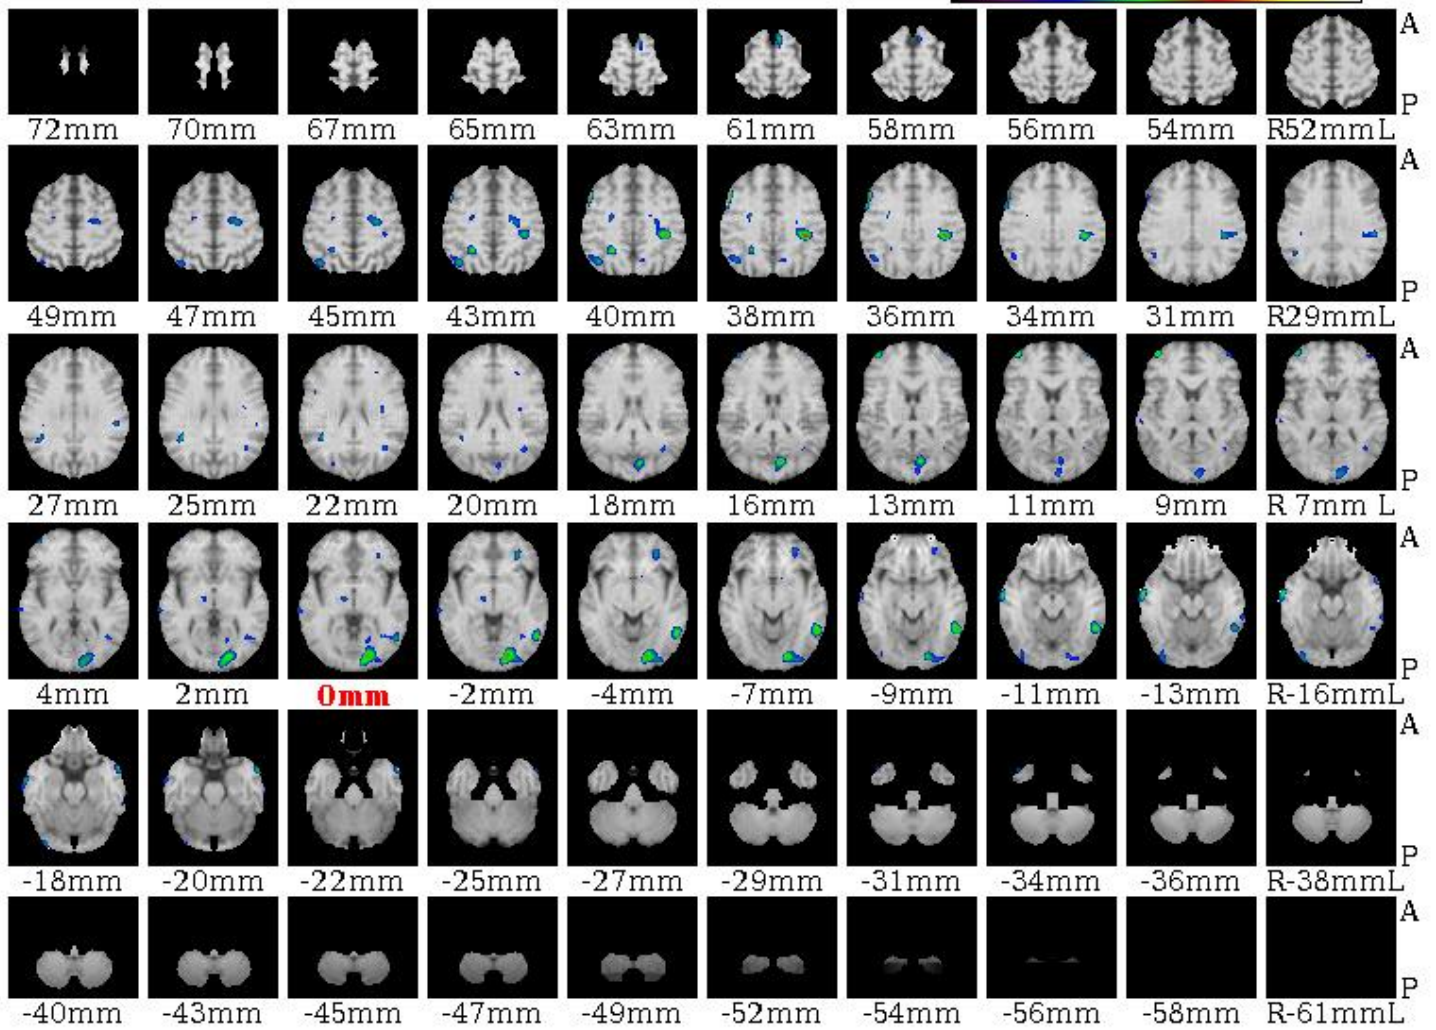 A
P
72mm 70mm 67mm 65mm 63mm 61mm 58mm 56mm 54mm R52mmL
A
P
49mm 47mm 45mm 43mm 40mm 38mm 36mm 34mm 31mm R29mmL
A
P
27mm 25mm 22mm 20mm 18mm 16mm 13mm 11mm 9mm R 7mm L
A
P
4mm 2mm 0mm -2mm -4mm -7mm -9mm -11mm -13mm R-16mmL
A
P
-18mm -20mm -22mm -25mm -27mm -29mm -31mm -34mm -36mm R-38mmL
A
P
-40mm -43mm -45mm -47mm -49mm -52mm -54mm -56mm -58mm R-61mmL